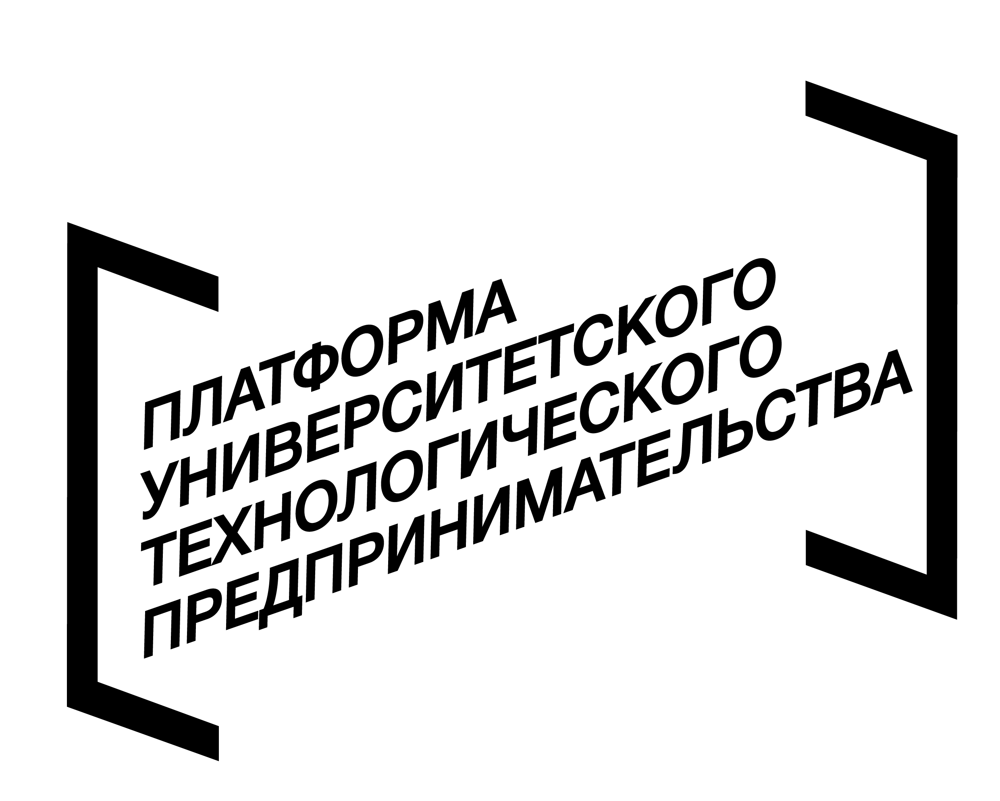 ПЛАТФОРМА
УНИВЕРСИТЕТСКОГО
ТЕХНОЛОГИЧЕСКОГО
ПРЕДПРИНИМАТЕЛЬСТВА